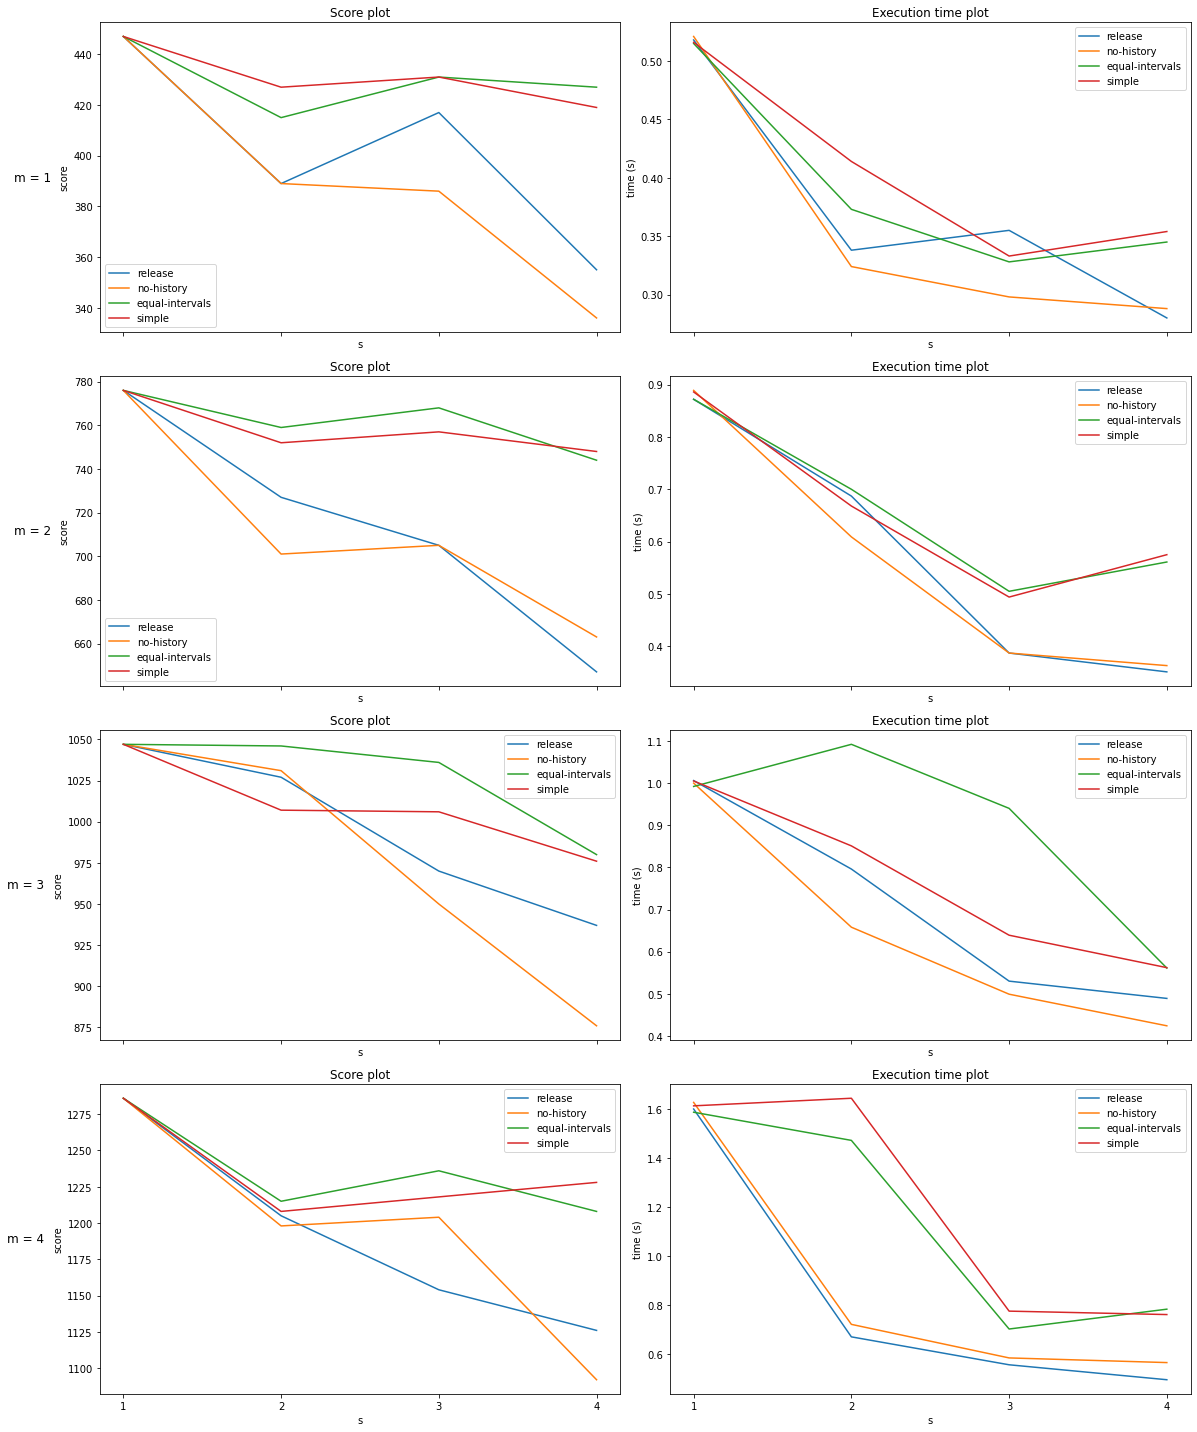 Score plot
440
420
400
380
360
340
score
m = 1
release
no-history
equal-intervals
simple
s
Execution time plot
0.50
0.45
0.40
0.35
0.30
time (s)
release
no-history
equal-intervals
simple
s
Score plot
780
760
740
720
700
680
660
score
m = 2
release
no-history
equal-intervals
simple
s
Execution time plot
0.9
0.8
0.7
0.6
0.5
0.4
time (s)
release
no-history
equal-intervals
simple
s
Score plot
1050
1025
1000
975
950
925
900
875
score
m = 3
release
no-history
equal-intervals
simple
s
Execution time plot
1.1
1.0
0.9
0.8
0.7
0.6
0.5
0.4
time (s)
release
no-history
equal-intervals
simple
s
Score plot
1275
1250
1225
1200
1175
1150
1125
1100
score
m = 4
release
no-history
equal-intervals
simple
1 2 3 4
s
Execution time plot
1.6
1.4
1.2
1.0
0.8
0.6
time (s)
release
no-history
equal-intervals
simple
1 2 3 4
s